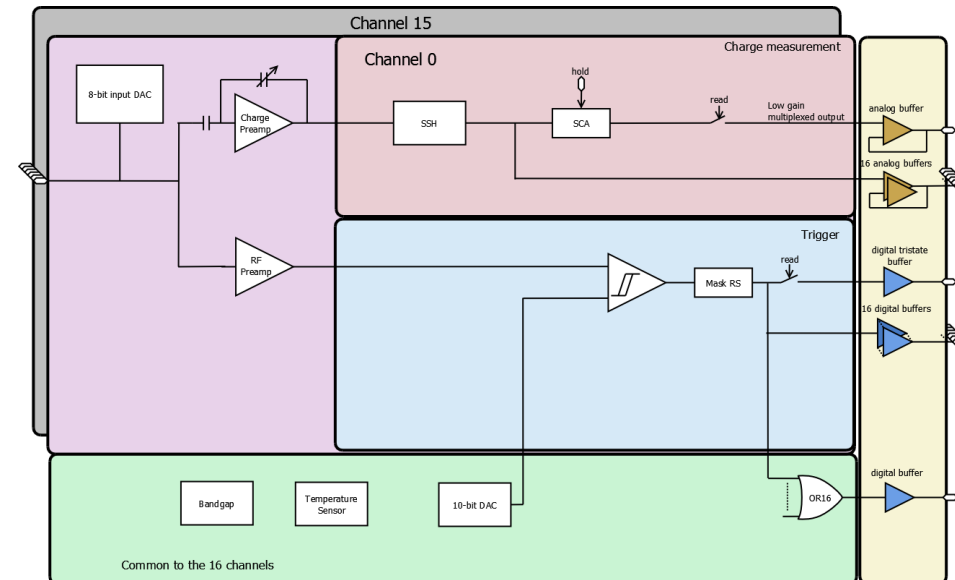 Channel 15
Channel 0
Charge measurement
8-bit input DAC
Charge
Preamp
SSH
hold
SCA
read
Low gain
multiplexed output
analog buffer
16 analog buffers
Trigger
RF
Preamp
Mask RS
read
digital tristate
buffer
16 digital buffers
Bandgap
Temperature
Sensor
10-bit DAC
OR16
digital buffer
Common to the 16 channels